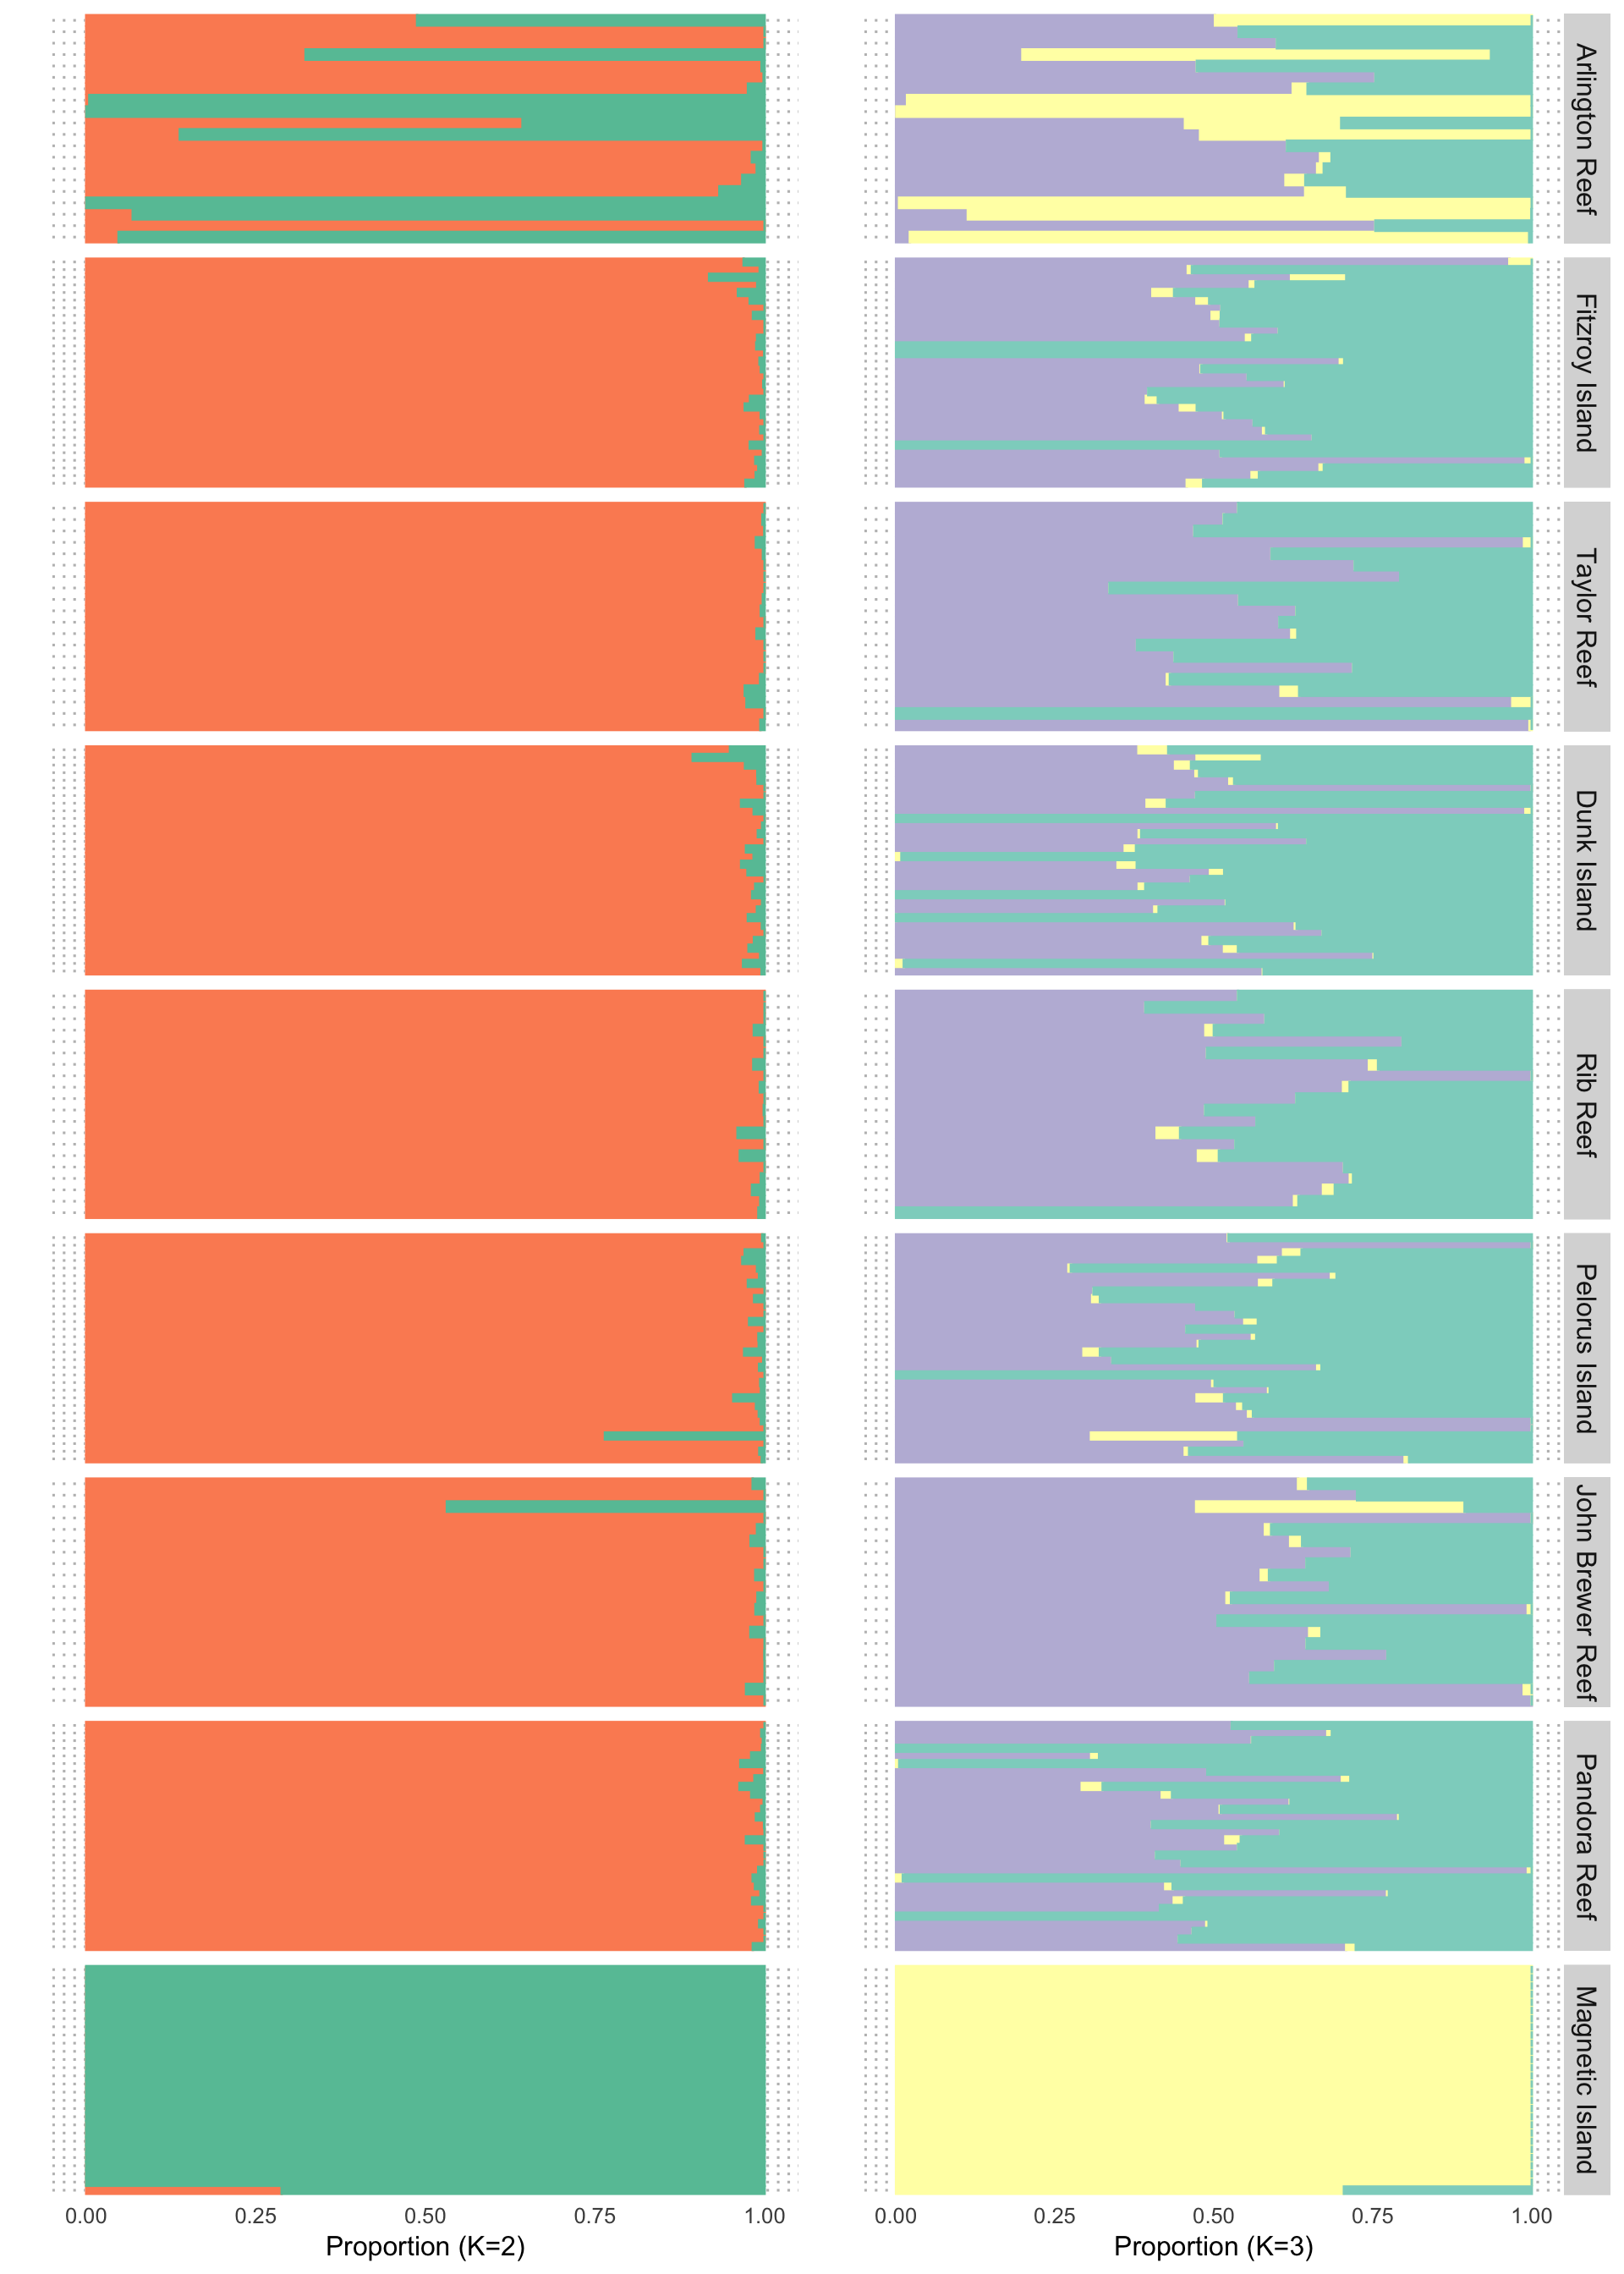 Arlington Reef
Fitzroy Island
Taylor Reef
Dunk Island
Rib Reef
Pelorus Island
John Brewer Reef
Pandora Reef
Magnetic Island
0.00 0.25 0.50 0.75 1.00 0.00 0.25 0.50 0.75 1.00
Proportion (K=2) Proportion (K=3)